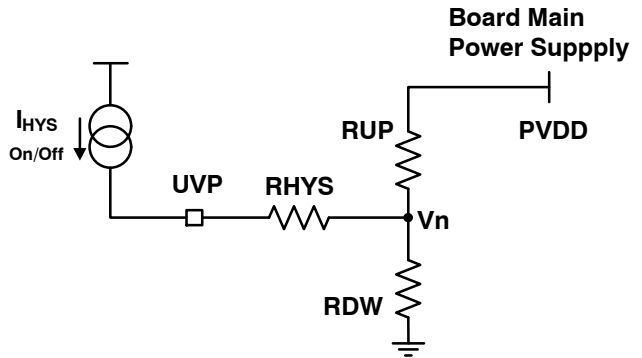 Board Main
Power Suppply
IHYS
On/Off
RUP
PVDD
UVP
RHYS
Vn
RDW